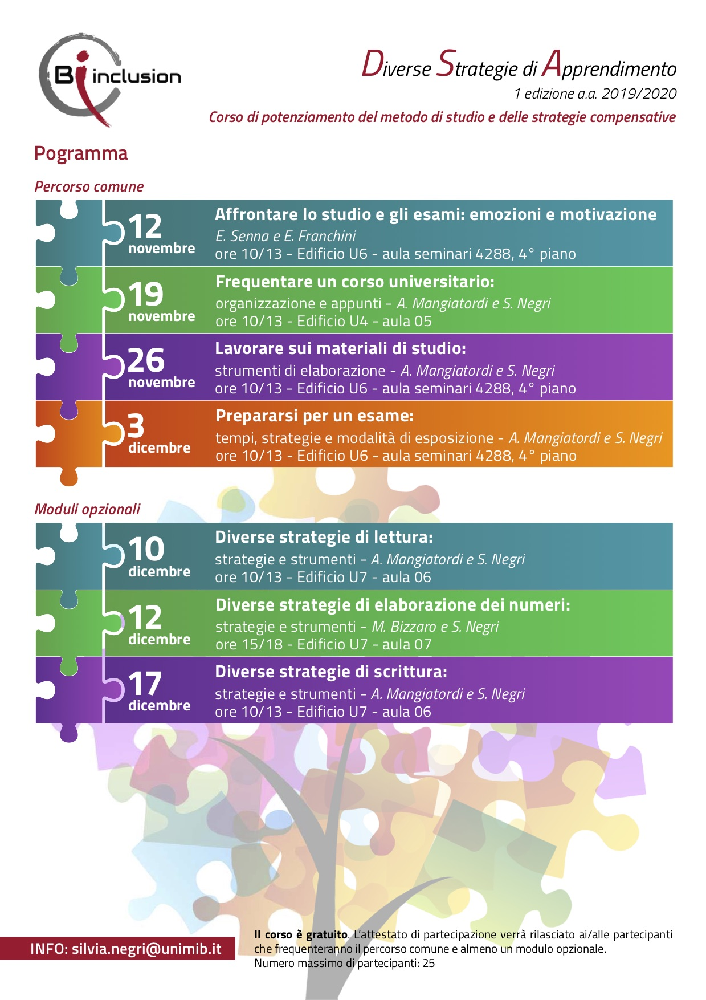 Bi inclusion
Diverse Strategie di Apprendimento
1 edizione a.a. 2019/2020
Corso di potenziamento del metodo di studio e delle strategie compensative
Pogramma
Percorso comune
12
novembre
Affrontare lo studio e gli esami: emozioni e motivazione
E. Senna e E. Franchini
ore 10/13 - Edificio U6 - aula seminari 4288, 4° piano
19
novembre
Frequentare un corso universitario:
organizzazione e appunti - A. Mangiatordi e S. Negri
ore 10/13 - Edificio U4 - aula 05
26
novembre
Lavorare sui materiali di studio:
strumenti di elaborazione - A. Mangiatordi e S. Negri
ore 10/13 - Edificio U6 - aula seminari 4288, 4° piano
3
dicembre
Prepararsi per un esame:
tempi, strategie e modalità di esposizione - A. Mangiatordi e S. Negri
ore 10/13 - Edificio U6 - aula seminari 4288, 4° piano
Moduli opzionali
10
dicembre
Diverse strategie di lettura:
strategie e strumenti - A. Mangiatordi e S. Negri
ore 10/13 - Edificio U7 - aula 06
12
dicembre
Diverse strategie di elaborazione dei numeri:
strategie e strumenti - M. Bizzaro e S. Negri
ore 15/18 - Edificio U7 - aula 07
17
dicembre
Diverse strategie di scrittura:
strategie e strumenti - A. Mangiatordi e S. Negri
ore 10/13 - Edificio U7 - aula 06
INFO: silvia.negri@unimib.it
Il corso è gratuito. L'attestato di partecipazione verrà rilasciato ai/alle partecipanti
che frequenteranno il percorso comune e almeno un modulo opzionale.
Numero massimo di partecipanti: 25